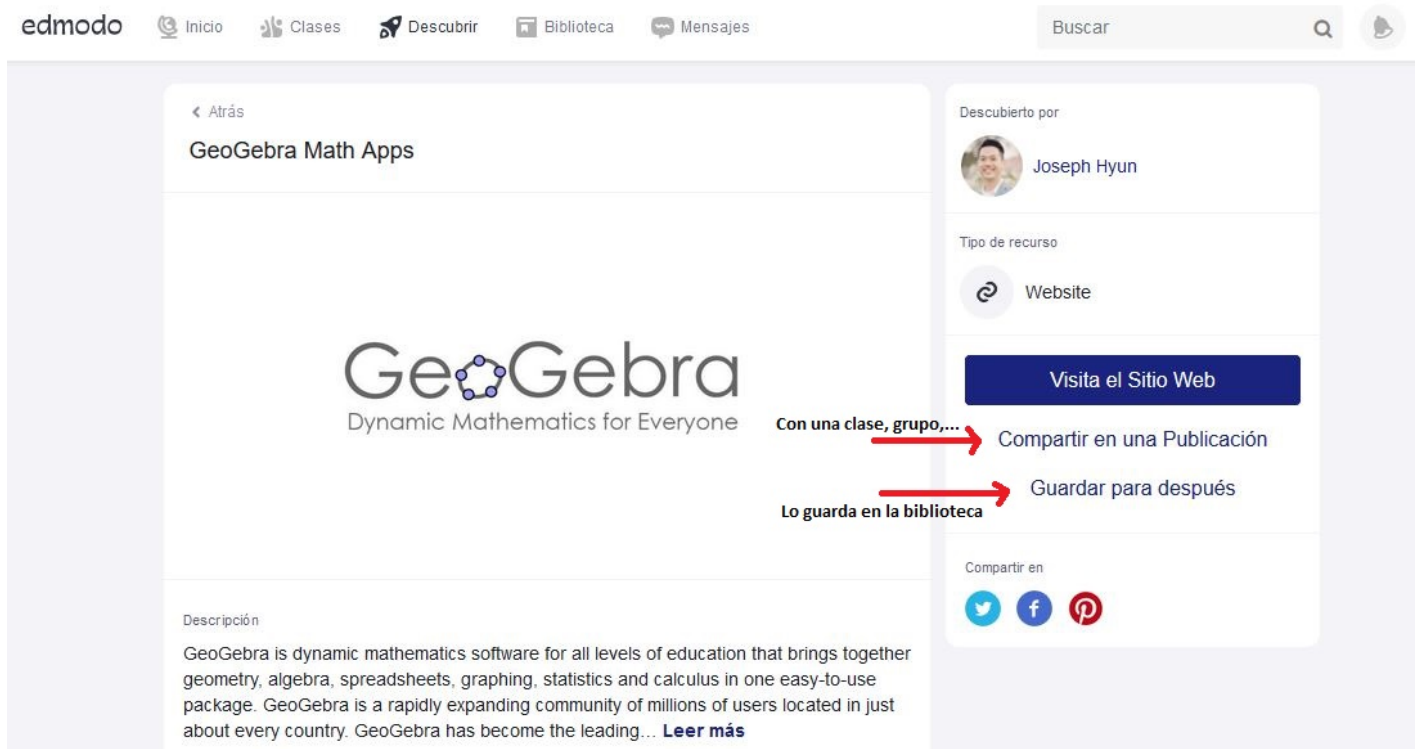 edmodo Inicio Clases Descubrir Biblioteca Mensajes Buscar
Atrás
GeoGebra Math Apps
GeoGebra
Dynamic Mathematics for Everyone
Descripción
GeoGebra is dynamic mathematics software for all levels of education that brings together
geometry, algebra, spreadsheets, graphing, statistics and calculus in one easy-to-use
package. GeoGebra is a rapidly expanding community of millions of users located in just
about every country. GeoGebra has become the leading... Leer más
Descubierto por
Joseph Hyun
Tipo de recurso
Website
Visita el Sitio Web
Con una clase, grupo,...
Compartir en una Publicación
Guardar para después
Lo guarda en la biblioteca
Compartir en